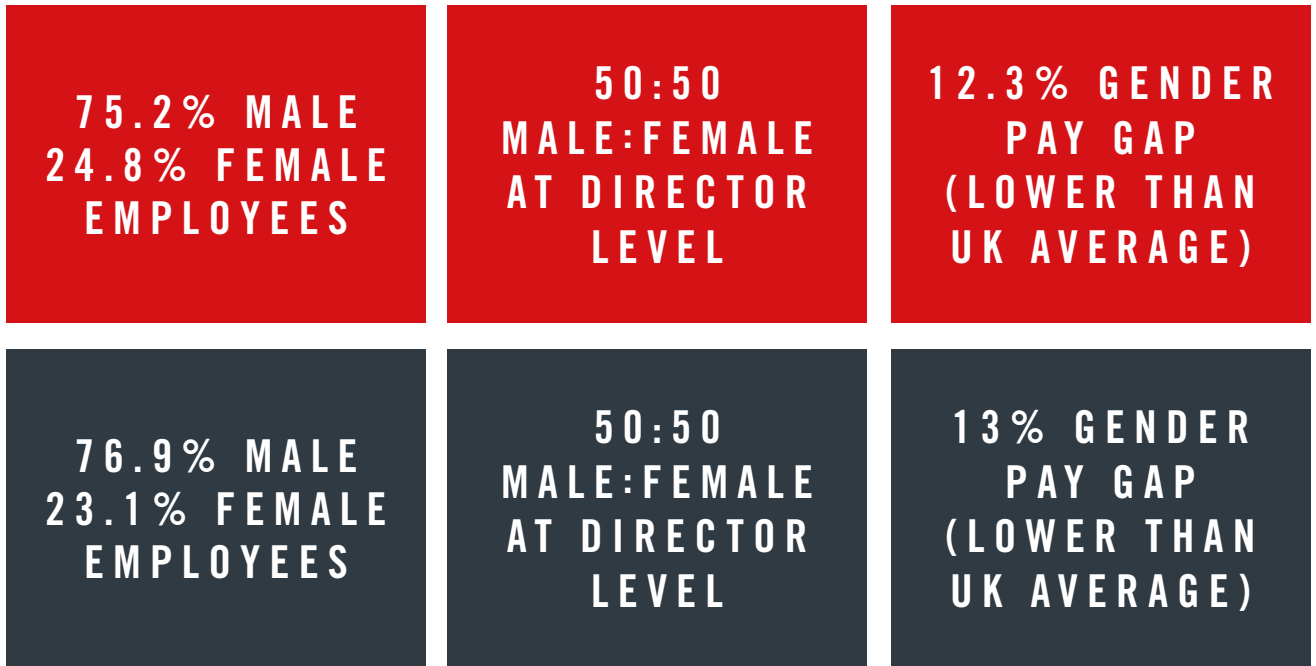 75.2% MALE
24.8% FEMALE
EMPLOYEES
50:50
MALE:FEMALE
AT DIRECTOR
LEVEL
12.3% GENDER
PAY GAP
(LOWER THAN
UK AVERAGE)
76.9% MALE
23.1% FEMALE
EMPLOYEES
50:50
MALE:FEMALE
AT DIRECTOR
LEVEL
13% GENDER
PAY GAP
(LOWER THAN
UK AVERAGE)